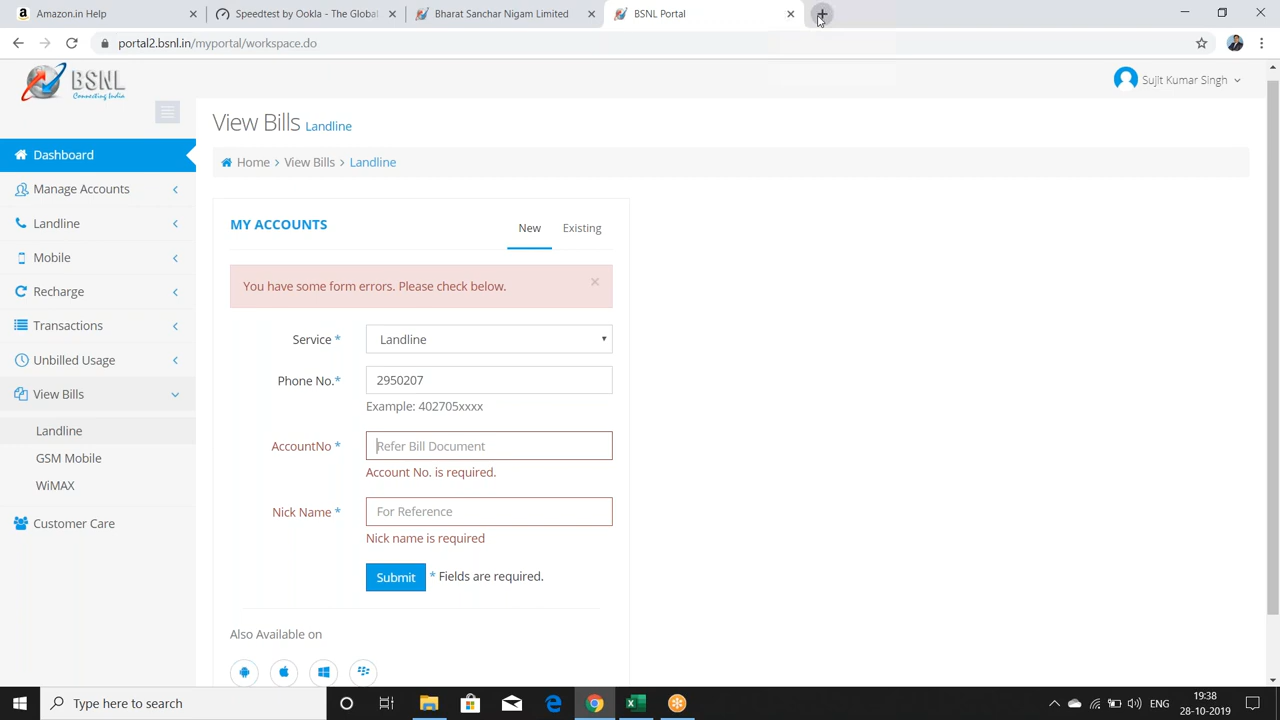 Amazon.in Help
Speedtest by Ookla - The Global
Bharat Sanchar Nigam Limited
BSNL Portal
portal2.bsnl.in/myportal/workspace.do
BSNL
Connecting India
Sujit Kumar Singh
View Bills Landline
Dashboard
Home > View Bills > Landline
Manage Accounts
Landline
Mobile
Recharge
Transactions
Unbilled Usage
View Bills
Landline
GSM Mobile
WiMAX
Customer Care
MY ACCOUNTS
New
Existing
You have some form errors. Please check below.
Service *
Landline
Phone No.*
2950207
Example: 402705xxxx
AccountNo *
Refer Bill Document
Account No. is required.
Nick Name *
For Reference
Nick name is required
Submit
* Fields are required.
Also Available on
Type here to search
ENG
19:38
28-10-2019